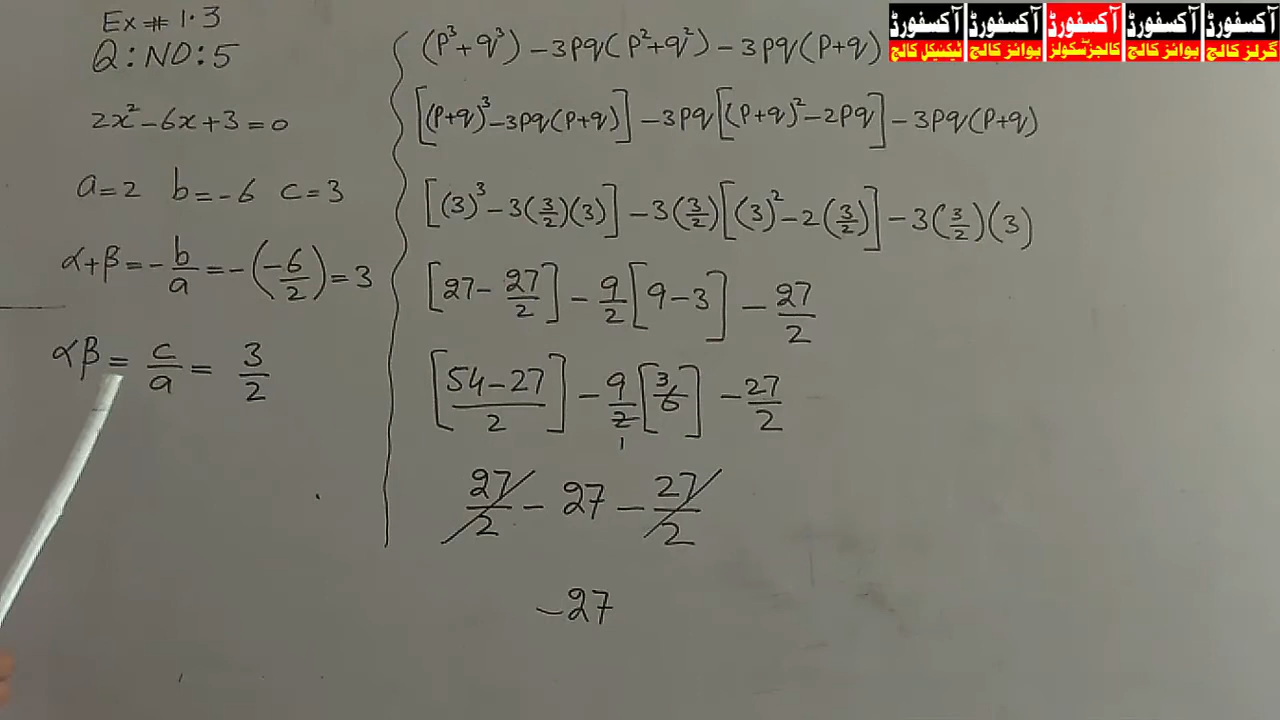 Ex # 1.3
Q:NO:5
2x²-6x+3=0
a=2 b=-6 c=3
α+β=-b/a=-(-6/2)=3
αβ=c/a=3/2
(p³+q³)-3pq(p²+q²)-3pq(p+q)
[(p+q)³-3pq(p+q)]-3pq[(p+q)²-2pq]-3pq(p+q)
[(3)³-3(3/2)(3)]-3(3/2)[(3)²-2(3/2)]-3(3/2)(3)
[27-27/2]-9/2[9-3]-27/2
[54-27/2]-9/2 1[3 6]-27/2
27/2-27-27/2
-27
آکسفورڈ آکسفورڈ آکسفورڈ آکسفورڈ آکسفورڈ
گرلز کالج بوائز کالج کالجز سکولز بوائز کالج ٹیکنیکل کالج